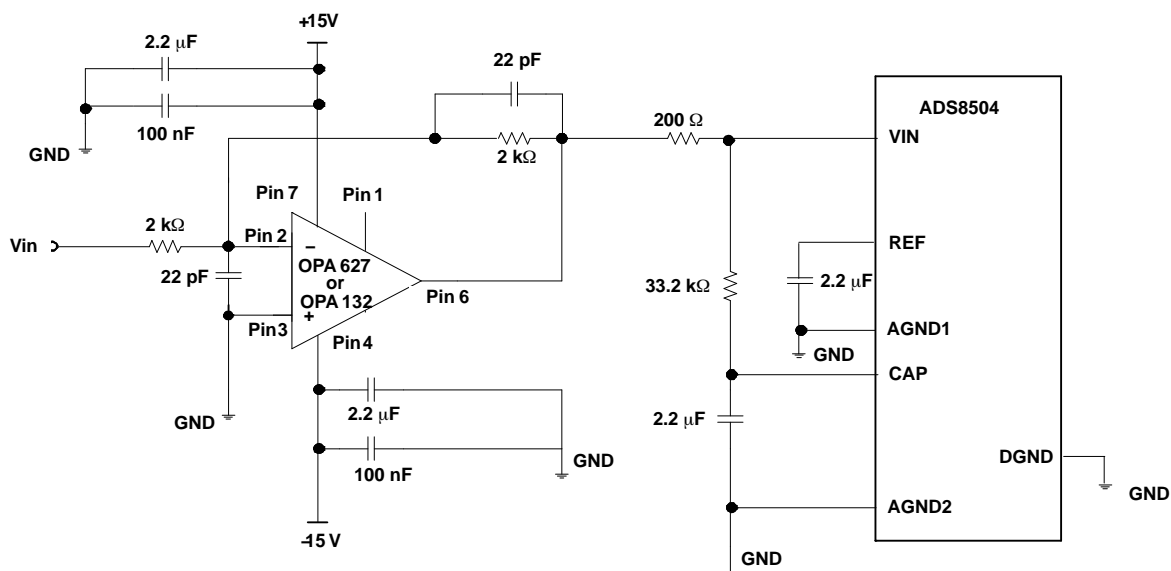 +15V
2.2 μF
100 nF
GND
22 pF
2 kΩ
200 Ω
ADS8504
VIN
Pin 7
Pin 1
Vin
2 kΩ
Pin 2
−
22 pF
OPA 627
or
OPA 132
Pin 6
Pin3
+
Pin 4
REF
2.2 μF
33.2 kΩ
AGND1
GND
CAP
GND
2.2 μF
100 nF
GND
2.2 μF
DGND
GND
AGND2
-15 V
GND